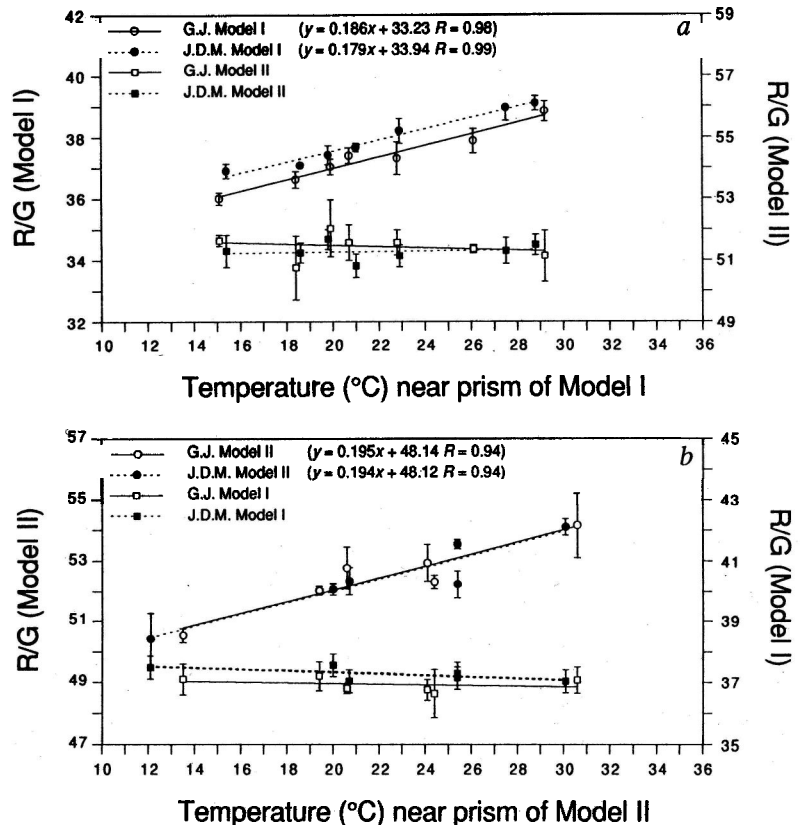 a
G.J. Model I (y = 0.186x + 33.23 R = 0.98)
J.D.M. Model I (y = 0.179x + 33.94 R = 0.99)
G.J. Model II
J.D.M. Model II
R/G (Model I)
42
40
38
36
34
32
R/G (Model II)
59
57
55
53
51
49
10 12 14 16 18 20 22 24 26 28 30 32 34 36
Temperature (°C) near prism of Model I
b
G.J. Model II (y = 0.195x + 48.14 R = 0.94)
J.D.M. Model II (y = 0.194x + 48.12 R = 0.94)
G.J. Model I
J.D.M. Model I
R/G (Model II)
57
55
53
51
49
47
R/G (Model I)
45
43
41
39
37
35
10 12 14 16 18 20 22 24 26 28 30 32 34 36
Temperature (°C) near prism of Model II